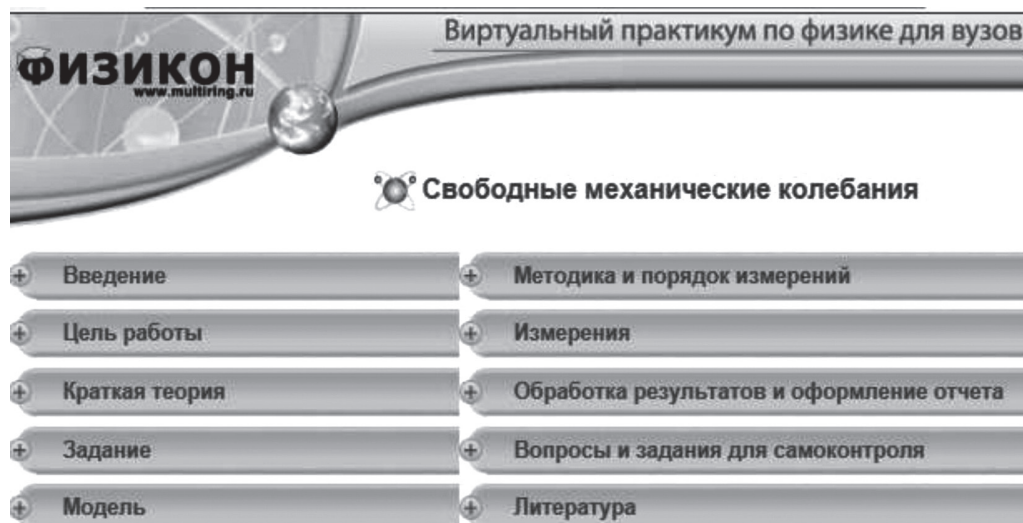 Виртуальный практикум по физике для вузов
ФИЗИКОН
www.multiring.ru
Свободные механические колебания
Введение
Цель работы
Краткая теория
Задание
Модель
Методика и порядок измерений
Измерения
Обработка результатов и оформление отчета
Вопросы и задания для самоконтроля
Литература